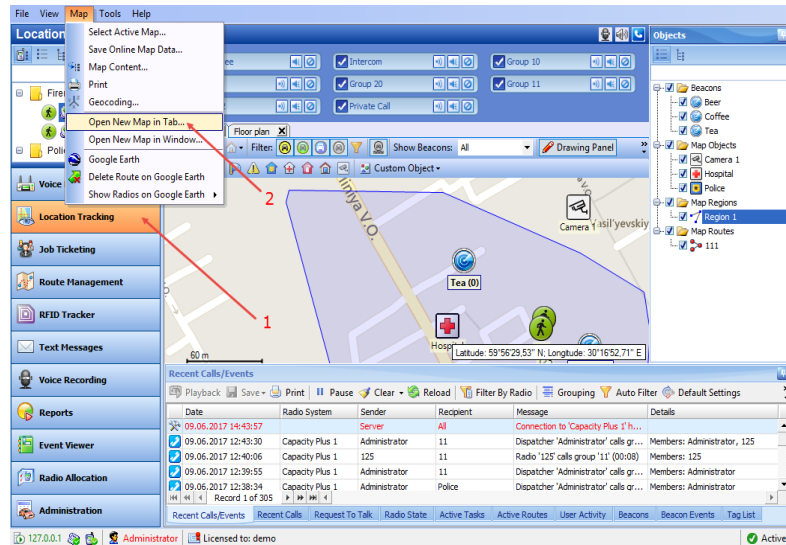 File View Map Tools Help
Location
Select Active Map...
Save Online Map Data...
Map Content...
Print
Geocoding...
Open New Map in Tab...
Open New Map in Window...
Google Earth
Delete Route on Google Earth
Show Radios on Google Earth
Intercom Group 10
Group 20 Group 11
Private Call
Floor plan
Filter: Show Beacons: All Drawing Panel
Custom Object
Voice
Location Tracking
Job Ticketing
Route Management
RFID Tracker
Text Messages
Voice Recording
Reports
Event Viewer
Radio Allocation
Administration
1
2
iniya V.O.
Camera 1
asil'yevskiy
Tea (0)
Latitude: 59°56'29,53" N; Longitude: 30°16'52,71" E
60 m
Objects
Beacons
Beer
Coffee
Tea
Map Objects
Camera 1
Hospital
Police
Map Regions
Region 1
Map Routes
111
Recent Calls/Events
Playback Save Print Pause Clear Reload Filter By Radio Grouping Auto Filter Default Settings
Date Radio System Sender Recipient Message Details
09.06.2017 14:43:57 Server All Connection to 'Capacity Plus 1' h...
09.06.2017 12:43:30 Capacity Plus 1 Administrator 11 Dispatcher 'Administrator' calls gr... Members: Administrator, 125
09.06.2017 12:40:06 Capacity Plus 1 125 11 Radio '125' calls group '11' (00:08) Members: 125
09.06.2017 12:39:55 Capacity Plus 1 Administrator 11 Dispatcher 'Administrator' calls gr... Members: Administrator
09.06.2017 12:38:34 Capacity Plus 1 Administrator Police Dispatcher 'Administrator' calls gr... Members: Administrator
Record 1 of 305
Recent Calls/Events Recent Calls Request To Talk Radio State Active Tasks Active Routes User Activity Beacons Beacon Events Tag List
127.0.0.1 Administrator Licensed to: demo Active